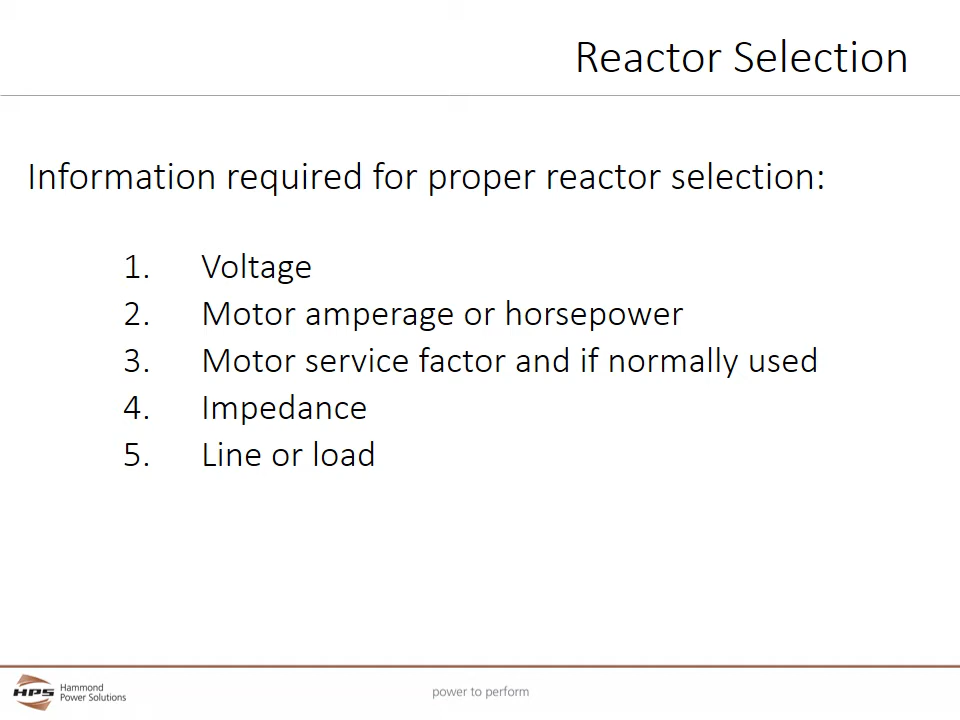 Reactor Selection
Information required for proper reactor selection:
1. Voltage
2. Motor amperage or horsepower
3. Motor service factor and if normally used
4. Impedance
5. Line or load
HPS Hammond
Power Solutions
power to perform